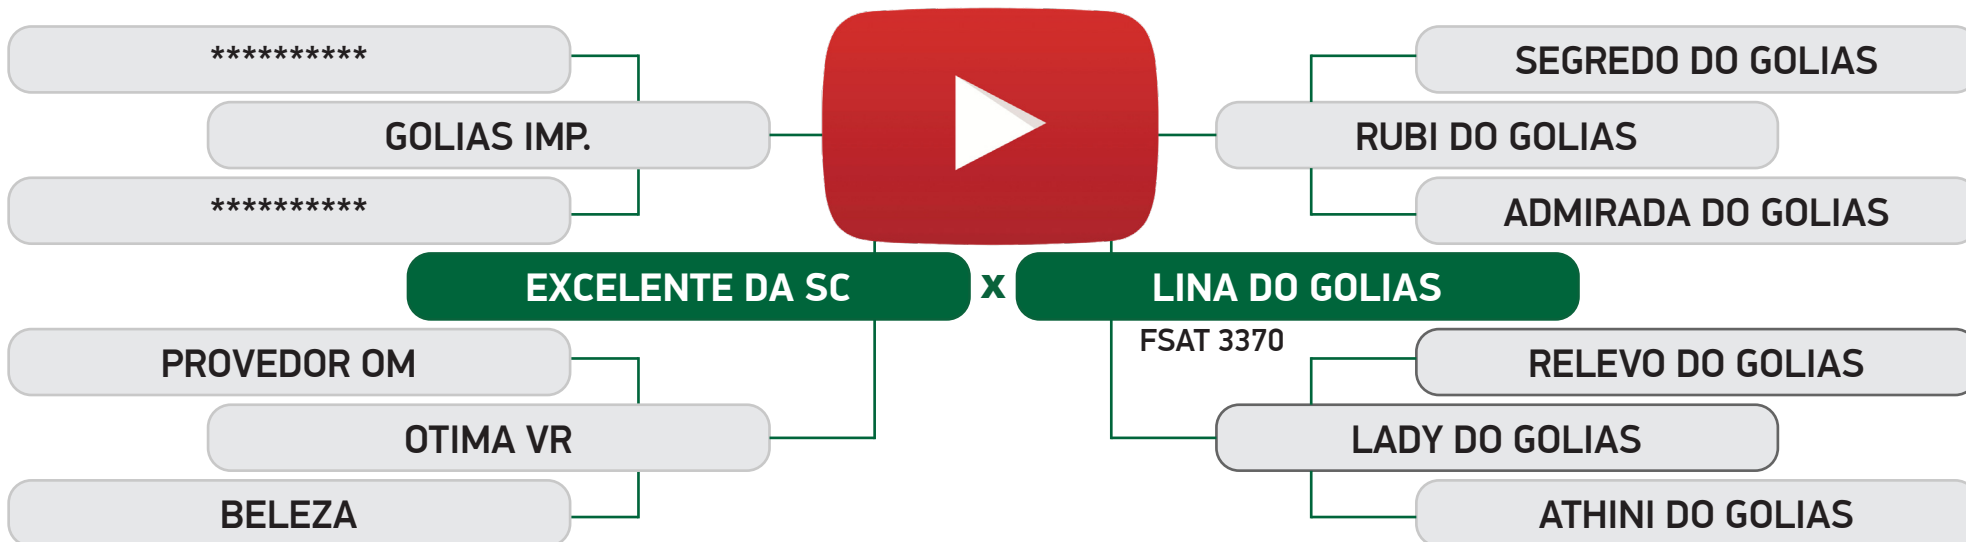 **********
SEGREDO DO GOLIAS
GOLIAS IMP.
RUBI DO GOLIAS
**********
ADMIRADA DO GOLIAS
EXCELENTE DA SC x LINA DO GOLIAS
FSAT 3370
PROVEDOR OM
RELEVO DO GOLIAS
OTIMA VR
LADY DO GOLIAS
BELEZA
ATHINI DO GOLIAS